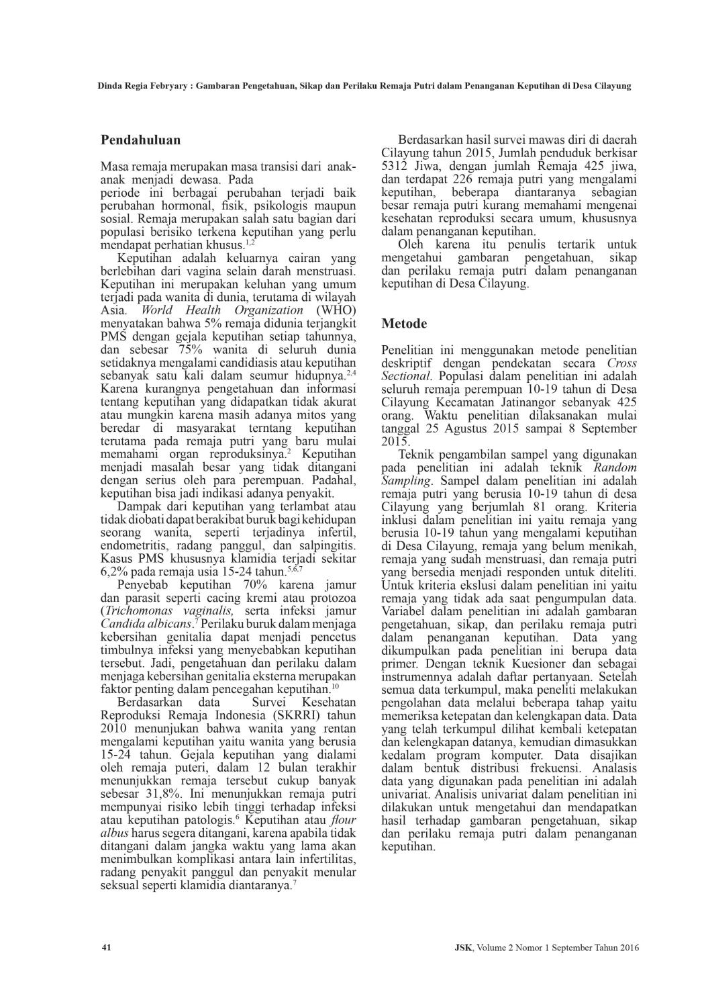 Dinda Regia Febryary : Gambaran Pengetahuan, Sikap dan Perilaku Remaja Putri dalam Penanganan Keputihan di Desa Cilayung
Pendahuluan
Masa remaja merupakan masa transisi dari anak-
anak menjadi dewasa. Pada
periode ini berbagai perubahan terjadi baik
perubahan hormonal, fisik, psikologis maupun
sosial. Remaja merupakan salah satu bagian dari
populasi berisiko terkena keputihan yang perlu
mendapat perhatian khusus.1,2
Keputihan adalah keluarnya cairan yang
berlebihan dari vagina selain darah menstruasi.
Keputihan ini merupakan keluhan yang umum
terjadi pada wanita di dunia, terutama di wilayah
Asia. World Health Organization (WHO)
menyatakan bahwa 5% remaja didunia terjangkit
PMS dengan gejala keputihan setiap tahunnya,
dan sebesar 75% wanita di seluruh dunia
setidaknya mengalami candidiasis atau keputihan
sebanyak satu kali dalam seumur hidupnya.2,4
Karena kurangnya pengetahuan dan informasi
tentang keputihan yang didapatkan tidak akurat
atau mungkin karena masih adanya mitos yang
beredar di masyarakat terntang keputihan
terutama pada remaja putri yang baru mulai
memahami organ reproduksinya.2 Keputihan
menjadi masalah besar yang tidak ditangani
dengan serius oleh para perempuan. Padahal,
keputihan bisa jadi indikasi adanya penyakit.
Dampak dari keputihan yang terlambat atau
tidak diobati dapat berakibat buruk bagi kehidupan
seorang wanita, seperti terjadinya infertil,
endometritis, radang panggul, dan salpingitis.
Kasus PMS khususnya klamidia terjadi sekitar
6,2% pada remaja usia 15-24 tahun.5,6,7
Penyebab keputihan 70% karena jamur
dan parasit seperti cacing kremi atau protozoa
(Trichomonas vaginalis, serta infeksi jamur
Candida albicans.7 Perilaku buruk dalam menjaga
kebersihan genitalia dapat menjadi pencetus
timbulnya infeksi yang menyebabkan keputihan
tersebut. Jadi, pengetahuan dan perilaku dalam
menjaga kebersihan genitalia eksterna merupakan
faktor penting dalam pencegahan keputihan.10
Berdasarkan data Survei Kesehatan
Reproduksi Remaja Indonesia (SKRRI) tahun
2010 menunjukan bahwa wanita yang rentan
mengalami keputihan yaitu wanita yang berusia
15-24 tahun. Gejala keputihan yang dialami
oleh remaja puteri, dalam 12 bulan terakhir
menunjukkan remaja tersebut cukup banyak
sebesar 31,8%. Ini menunjukkan remaja putri
mempunyai risiko lebih tinggi terhadap infeksi
atau keputihan patologis.6 Keputihan atau flour
albus harus segera ditangani, karena apabila tidak
ditangani dalam jangka waktu yang lama akan
menimbulkan komplikasi antara lain infertilitas,
radang penyakit panggul dan penyakit menular
seksual seperti klamidia diantaranya.7
Berdasarkan hasil survei mawas diri di daerah
Cilayung tahun 2015, Jumlah penduduk berkisar
5312 Jiwa, dengan jumlah Remaja 425 jiwa,
dan terdapat 226 remaja putri yang mengalami
keputihan, beberapa diantaranya sebagian
besar remaja putri kurang memahami mengenai
kesehatan reproduksi secara umum, khususnya
dalam penanganan keputihan.
Oleh karena itu penulis tertarik untuk
mengetahui gambaran pengetahuan, sikap
dan perilaku remaja putri dalam penanganan
keputihan di Desa Cilayung.
Metode
Penelitian ini menggunakan metode penelitian
deskriptif dengan pendekatan secara Cross
Sectional. Populasi dalam penelitian ini adalah
seluruh remaja perempuan 10-19 tahun di Desa
Cilayung Kecamatan Jatinangor sebanyak 425
orang. Waktu penelitian dilaksanakan mulai
tanggal 25 Agustus 2015 sampai 8 September
2015.
Teknik pengambilan sampel yang digunakan
pada penelitian ini adalah teknik Random
Sampling. Sampel dalam penelitian ini adalah
remaja putri yang berusia 10-19 tahun di desa
Cilayung yang berjumlah 81 orang. Kriteria
inklusi dalam penelitian ini yaitu remaja yang
berusia 10-19 tahun yang mengalami keputihan
di Desa Cilayung, remaja yang belum menikah,
remaja yang sudah menstruasi, dan remaja putri
yang bersedia menjadi responden untuk diteliti.
Untuk kriteria ekslusi dalam penelitian ini yaitu
remaja yang tidak ada saat pengumpulan data.
Variabel dalam penelitian ini adalah gambaran
pengetahuan, sikap, dan perilaku remaja putri
dalam penanganan keputihan. Data yang
dikumpulkan pada penelitian ini berupa data
primer. Dengan teknik Kuesioner dan sebagai
instrumennya adalah daftar pertanyaan. Setelah
semua data terkumpul, maka peneliti melakukan
pengolahan data melalui beberapa tahap yaitu
memeriksa ketepatan dan kelengkapan data. Data
yang telah terkumpul dilihat kembali ketepatan
dan kelengkapan datanya, kemudian dimasukkan
kedalam program komputer. Data disajikan
dalam bentuk distribusi frekuensi. Analasis
data yang digunakan pada penelitian ini adalah
univariat. Analisis univariat dalam penelitian ini
dilakukan untuk mengetahui dan mendapatkan
hasil terhadap gambaran pengetahuan, sikap
dan perilaku remaja putri dalam penanganan
keputihan.
41
JSK, Volume 2 Nomor 1 September Tahun 2016